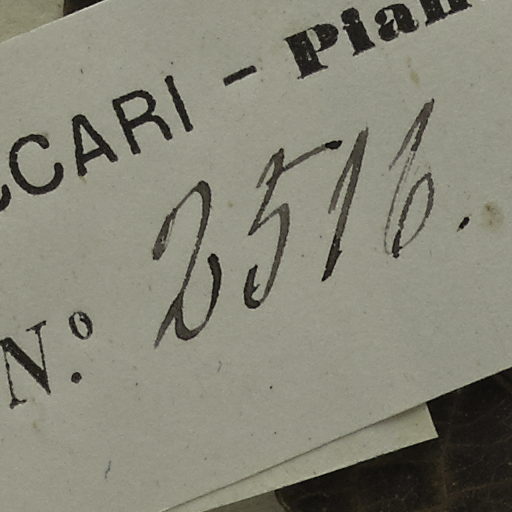 CCARI - Pian
N.o 2516.